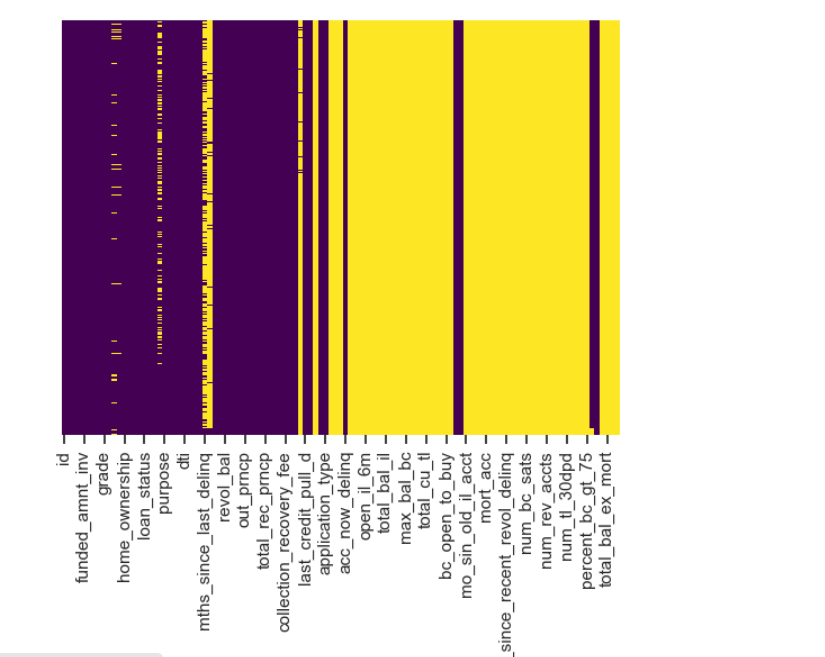 id
funded_amnt_inv
grade
home_ownership
loan_status
purpose
dti
mths_since_last_delinq
revol_bal
out_prncp
total_rec_prncp
collection_recovery_fee
last_credit_pull_d
application_type
acc_now_delinq
open_il_6m
total_bal_il
max_bal_bc
total_cu_tl
bc_open_to_buy
mo_sin_old_il_acct
mort_acc
_since_recent_revol_delinq
num_bc_sats
num_rev_accts
num_tl_30dpd
percent_bc_gt_75
total_bal_ex_mort